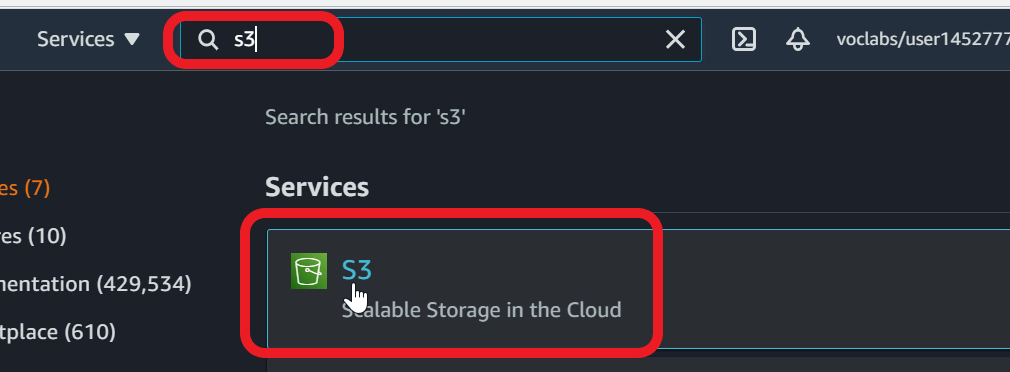 Services ▼ s3 voclabs/user1452777
Search results for 's3'
es (7)
Services
res (10)
S3
mentation (429,534)
Scalable Storage in the Cloud
tplace (610)